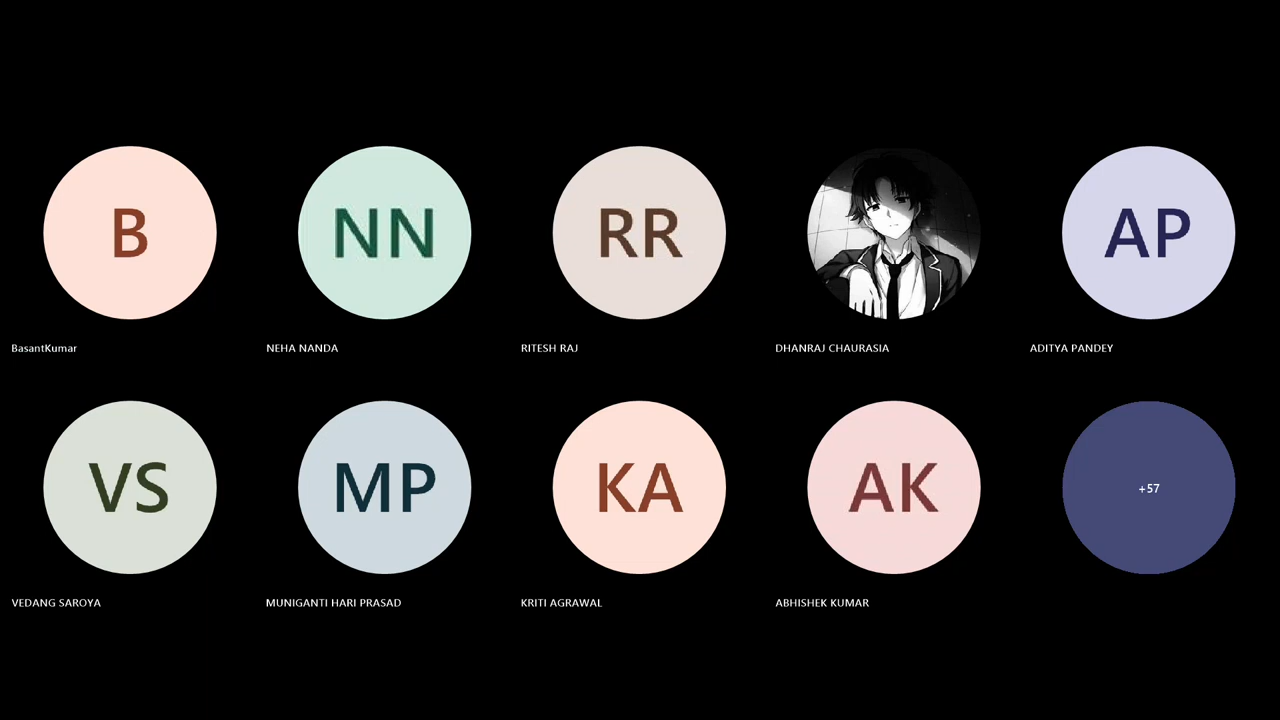 B
NN
RR
AP
BasantKumar
NEHA NANDA
RITESH RAJ
DHANRAJ CHAURASIA
ADITYA PANDEY
VS
MP
KA
AK
+57
VEDANG SAROYA
MUNIGANTI HARI PRASAD
KRITI AGRAWAL
ABHISHEK KUMAR